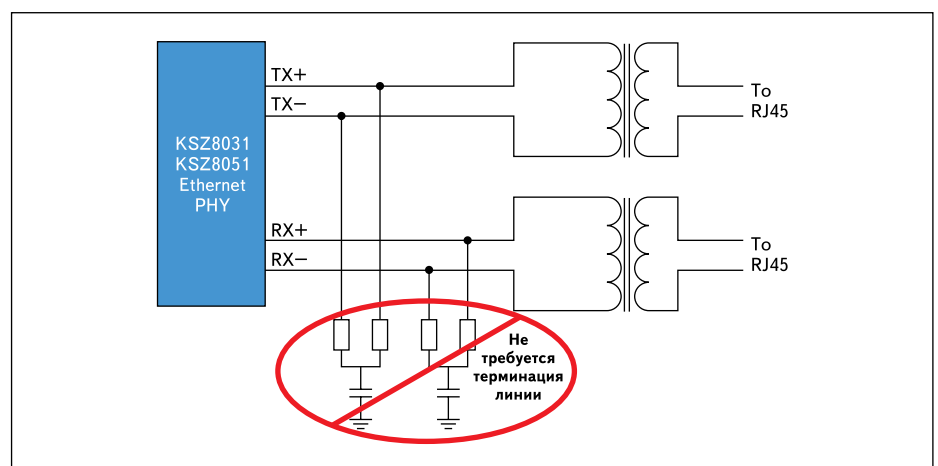 KSZ8031
KSZ8051
Ethernet
PHY
TX+
TX−
RX+
RX−
To
RJ45
To
RJ45
Не
требуется
терминация
линии